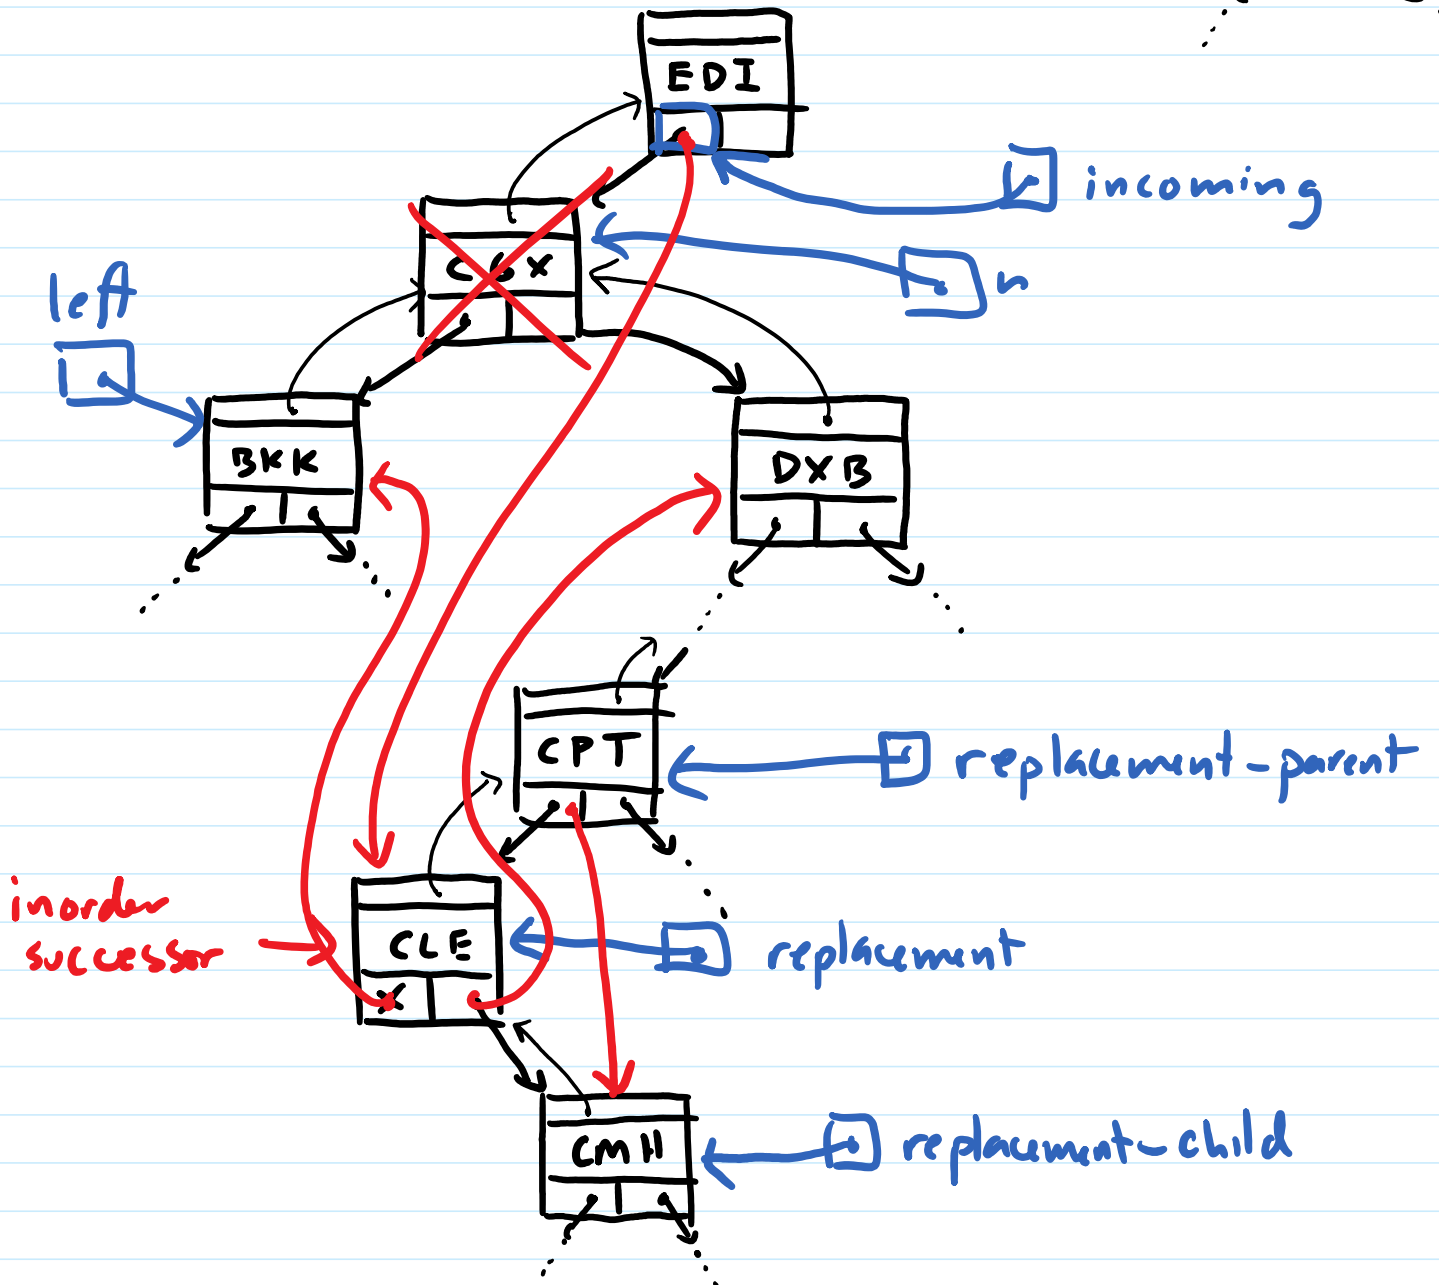 EDI
incoming
CGX
n
left
BKK
DXB
CPT
replacement-parent
inorder
successor
CLE
replacement
CMH
replacement-child